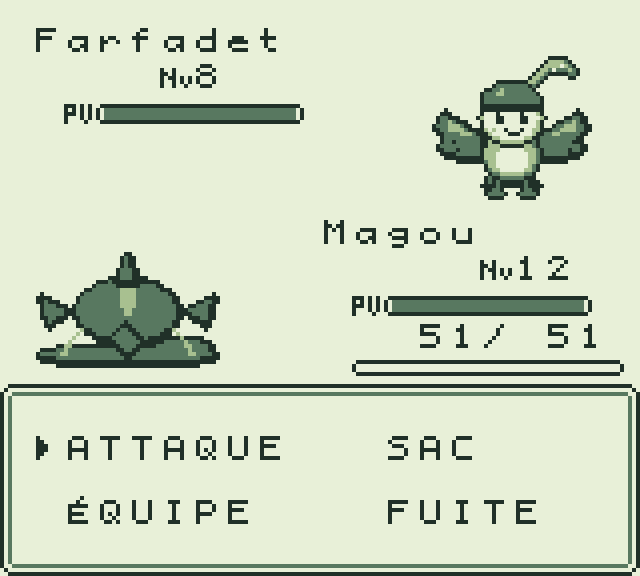 Farfadet
Nv8
PV
Magou
Nv12
PV
51/ 51
ATTAQUE SAC
ÉQUIPE FUITE